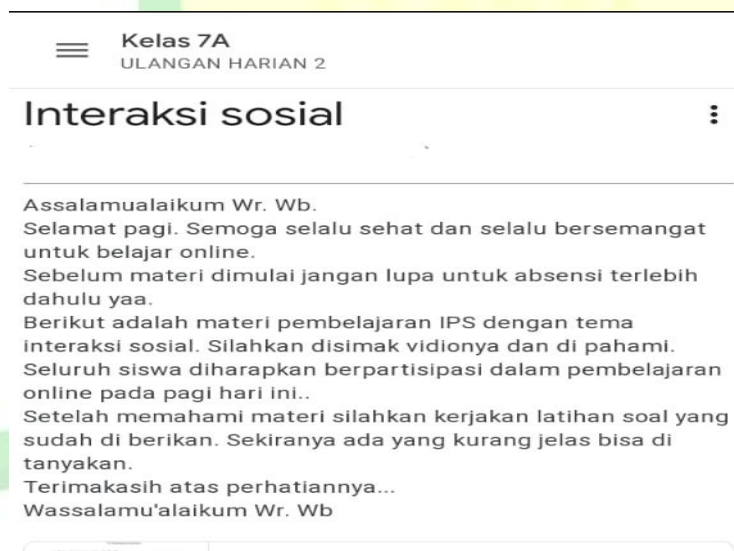 Kelas 7A
ULANGAN HARIAN 2
Interaksi sosial
Assalamualaikum Wr. Wb.
Selamat pagi. Semoga selalu sehat dan selalu bersemangat
untuk belajar online.
Sebelum materi dimulai jangan lupa untuk absensi terlebih
dahulu yaa.
Berikut adalah materi pembelajaran IPS dengan tema
interaksi sosial. Silahkan disimak vidionya dan di pahami.
Seluruh siswa diharapkan berpartisipasi dalam pembelajaran
online pada pagi hari ini..
Setelah memahami materi silahkan kerjakan latihan soal yang
sudah di berikan. Sekiranya ada yang kurang jelas bisa di
tanyakan.
Terimakasih atas perhatiannya...
Wassalamu'alaikum Wr. Wb